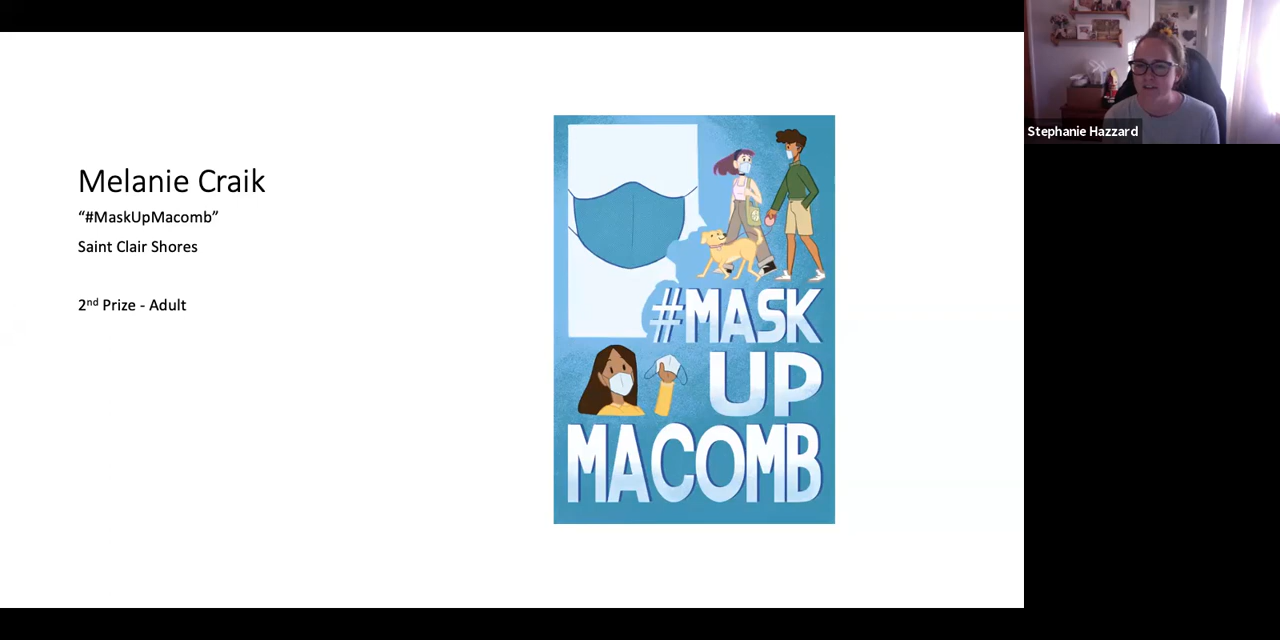 Melanie Craik
“#MaskUpMacomb”
Saint Clair Shores
2nd Prize - Adult
#MASK
UP
MACOMB
Stephanie Hazzard